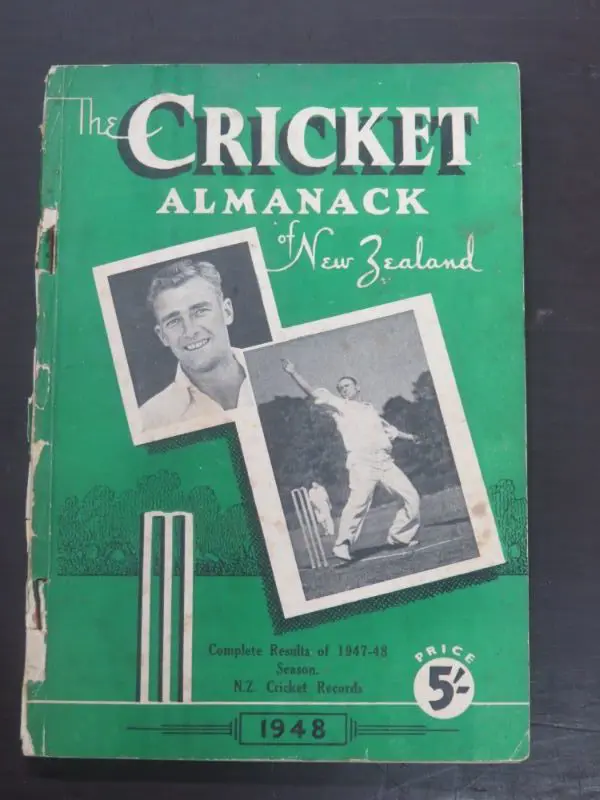 The CRICKET
ALMANACK
of New Zealand
Complete Results of 1947-48
Season.
N.Z. Cricket Records
PRICE
5/-
1948